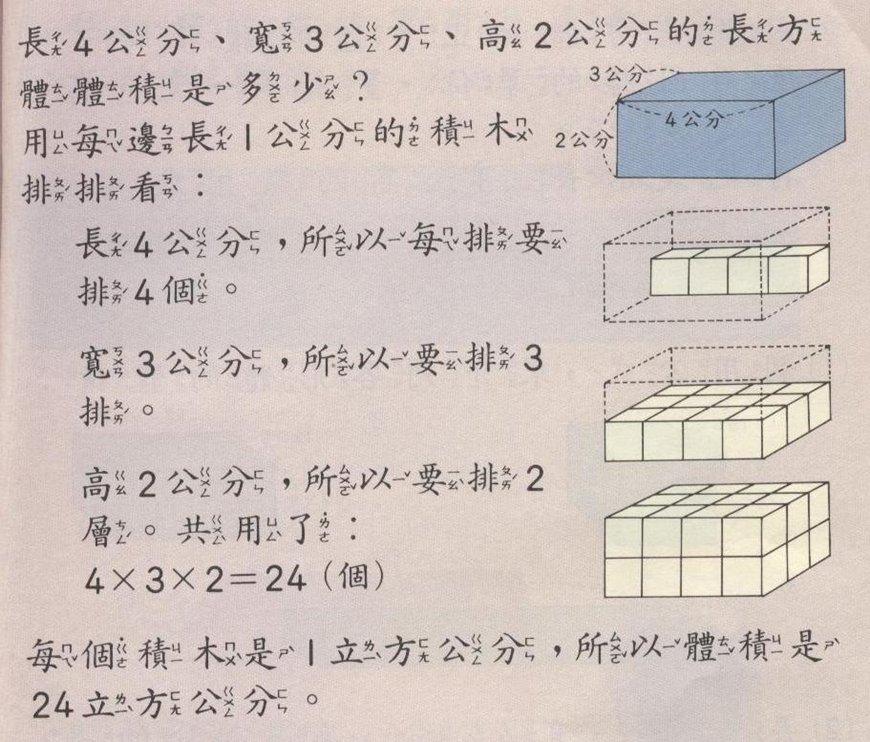 長4公分、寬3公分、高2公分的長方
體體積是多少？
用每邊長1公分的積木
排排看：
3公分
4公分
2公分
長4公分，所以每排要
排4個。
寬3公分，所以要排3
排。
高2公分，所以要排2
層。共用了：
4×3×2=24（個）
每個積木是1立方公分，所以體積是
24立方公分。